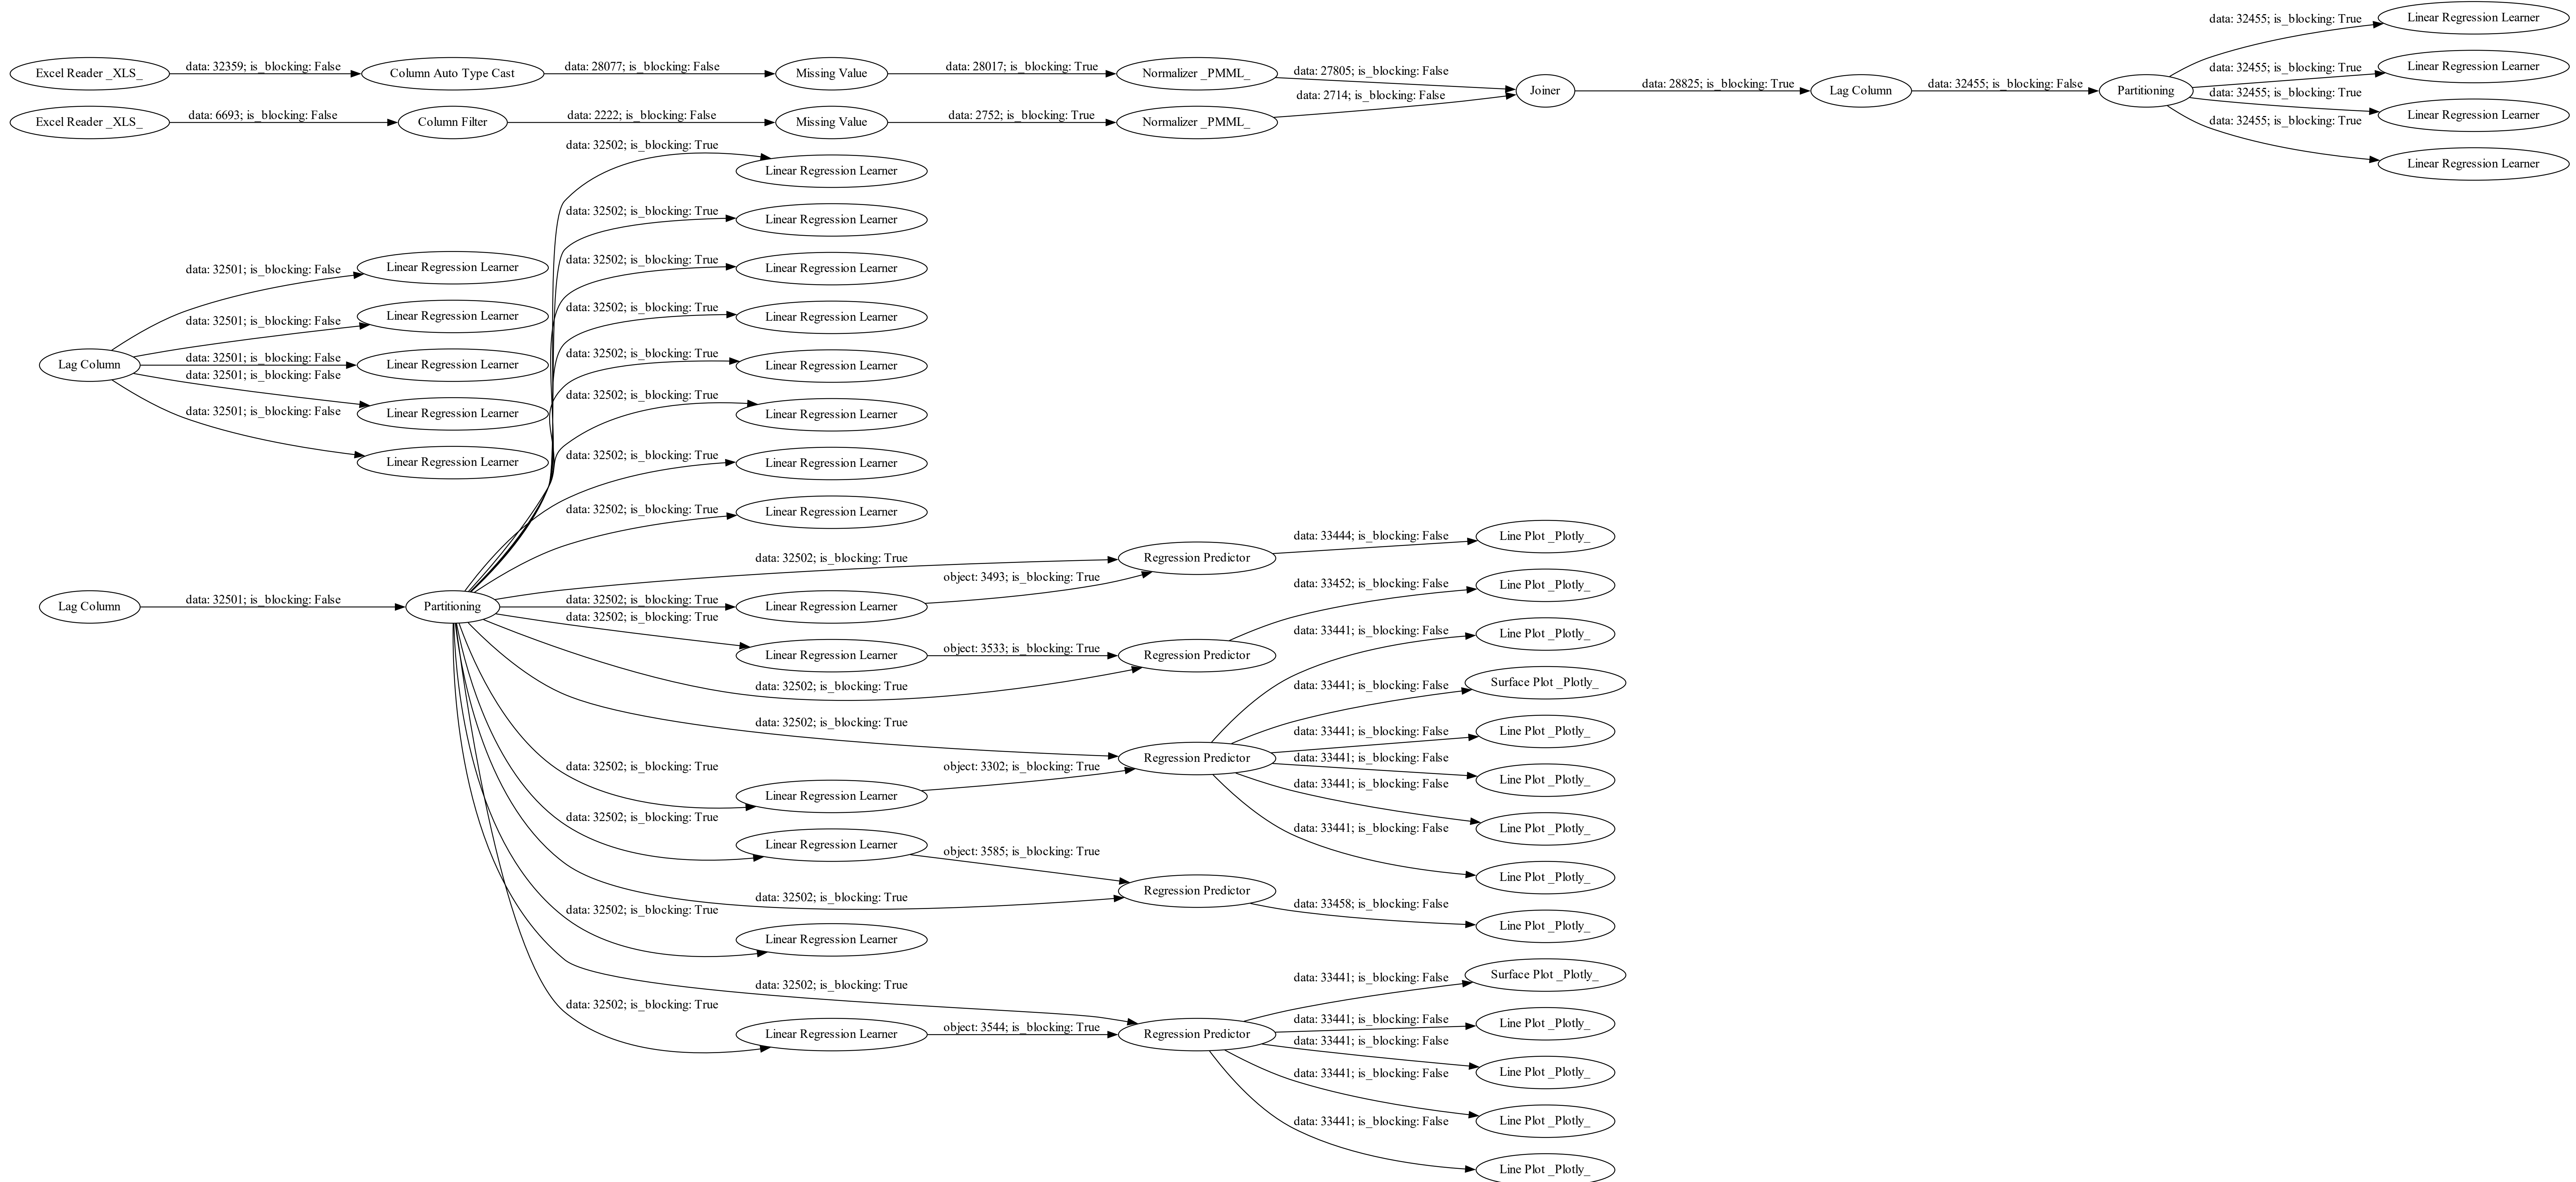 data: 32455; is_blocking: True
Linear Regression Learner
Excel Reader _XLS_
data: 32359; is_blocking: False
Column Auto Type Cast
data: 28077; is_blocking: False
Missing Value
data: 28017; is_blocking: True
Normalizer _PMML_
data: 27805; is_blocking: False
data: 32455; is_blocking: True
Linear Regression Learner
Joiner
data: 28825; is_blocking: True
Lag Column
data: 32455; is_blocking: False
Partitioning
data: 2714; is_blocking: False
data: 32455; is_blocking: True
Linear Regression Learner
Excel Reader _XLS_
data: 6693; is_blocking: False
Column Filter
data: 2222; is_blocking: False
Missing Value
data: 2752; is_blocking: True
Normalizer _PMML_
data: 32455; is_blocking: True
Linear Regression Learner
data: 32502; is_blocking: True
Linear Regression Learner
data: 32502; is_blocking: True
Linear Regression Learner
data: 32501; is_blocking: False
Linear Regression Learner
data: 32502; is_blocking: True
Linear Regression Learner
data: 32501; is_blocking: False
Linear Regression Learner
data: 32502; is_blocking: True
Linear Regression Learner
Lag Column
data: 32501; is_blocking: False
Linear Regression Learner
data: 32502; is_blocking: True
Linear Regression Learner
data: 32501; is_blocking: False
Linear Regression Learner
data: 32502; is_blocking: True
Linear Regression Learner
data: 32501; is_blocking: False
Linear Regression Learner
data: 32502; is_blocking: True
Linear Regression Learner
data: 32502; is_blocking: True
Linear Regression Learner
data: 32502; is_blocking: True
Regression Predictor
data: 33444; is_blocking: False
Line Plot _Plotly_
object: 3493; is_blocking: True
Lag Column
data: 32501; is_blocking: False
Partitioning
data: 32502; is_blocking: True
Linear Regression Learner
data: 33452; is_blocking: False
Line Plot _Plotly_
data: 32502; is_blocking: True
Linear Regression Learner
object: 3533; is_blocking: True
Regression Predictor
data: 33441; is_blocking: False
Line Plot _Plotly_
data: 32502; is_blocking: True
data: 33441; is_blocking: False
Surface Plot _Plotly_
data: 32502; is_blocking: True
Regression Predictor
data: 33441; is_blocking: False
Line Plot _Plotly_
data: 32502; is_blocking: True
Linear Regression Learner
object: 3302; is_blocking: True
data: 33441; is_blocking: False
Line Plot _Plotly_
data: 33441; is_blocking: False
Line Plot _Plotly_
data: 32502; is_blocking: True
Linear Regression Learner
object: 3585; is_blocking: True
data: 33441; is_blocking: False
Line Plot _Plotly_
data: 32502; is_blocking: True
Regression Predictor
data: 33458; is_blocking: False
Line Plot _Plotly_
data: 32502; is_blocking: True
Linear Regression Learner
data: 32502; is_blocking: True
data: 33441; is_blocking: False
Surface Plot _Plotly_
data: 32502; is_blocking: True
Linear Regression Learner
object: 3544; is_blocking: True
Regression Predictor
data: 33441; is_blocking: False
Line Plot _Plotly_
data: 33441; is_blocking: False
Line Plot _Plotly_
data: 33441; is_blocking: False
Line Plot _Plotly_
data: 33441; is_blocking: False
Line Plot _Plotly_